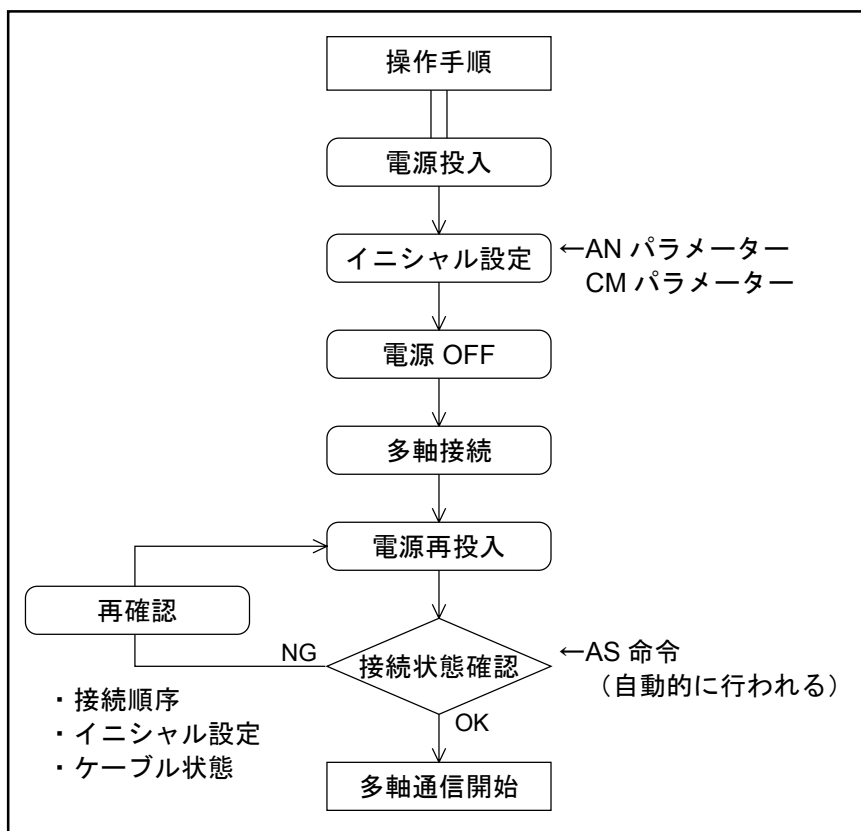 操作手順
電源投入
イニシャル設定
←AN パラメーター
CM パラメーター
電源 OFF
多軸接続
電源再投入
再確認
NG
接続状態確認
←AS 命令
（自動的に行われる）
・接続順序
・イニシャル設定
・ケーブル状態
OK
多軸通信開始